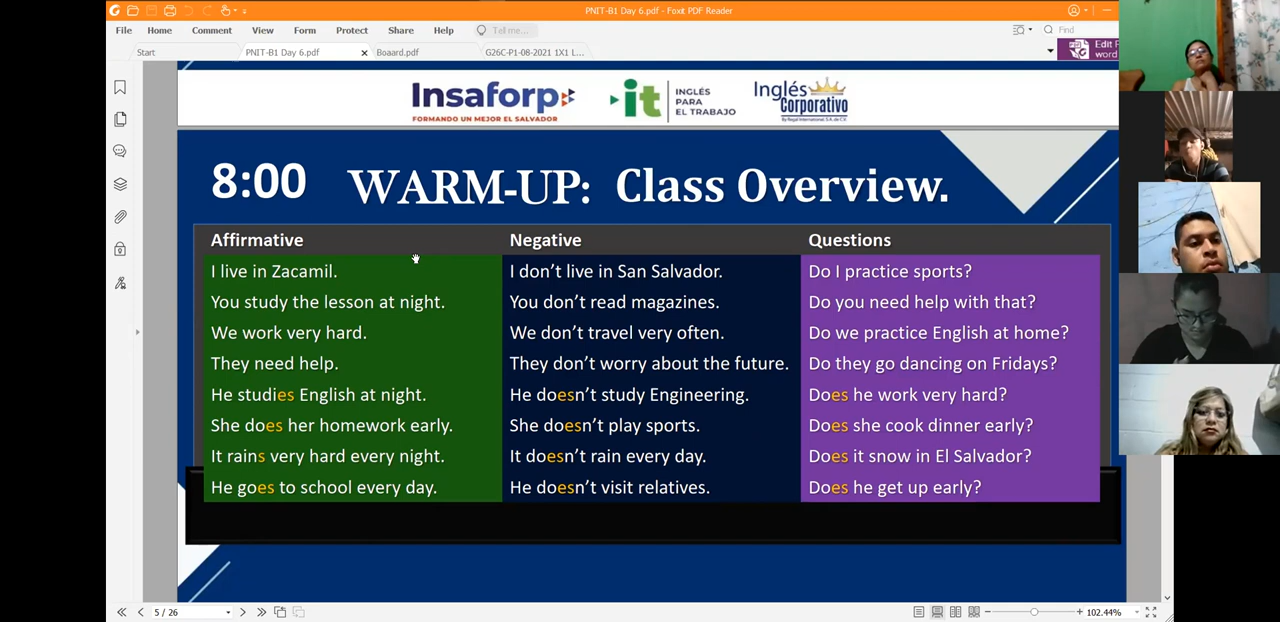 PNIT-B1 Day 6.pdf - Foxit PDF Reader
File Home Comment View Form Protect Share Help Tell me... Find
Start PNIT-B1 Day 6.pdf Boaard.pdf G26C-P1-08-2021 1X1 L...
Insaforp
FORMANDO UN MEJOR EL SALVADOR
it INGLÉS PARA EL TRABAJO
Inglés Corporativo
8:00 WARM-UP: Class Overview.
Affirmative Negative Questions
I live in Zacamil. I don't live in San Salvador. Do I practice sports?
You study the lesson at night. You don't read magazines. Do you need help with that?
We work very hard. We don't travel very often. Do we practice English at home?
They need help. They don't worry about the future. Do they go dancing on Fridays?
He studies English at night. He doesn't study Engineering. Does he work very hard?
She does her homework early. She doesn't play sports. Does she cook dinner early?
It rains very hard every night. It doesn't rain every day. Does it snow in El Salvador?
He goes to school every day. He doesn't visit relatives. Does he get up early?
5 / 26 102.44%